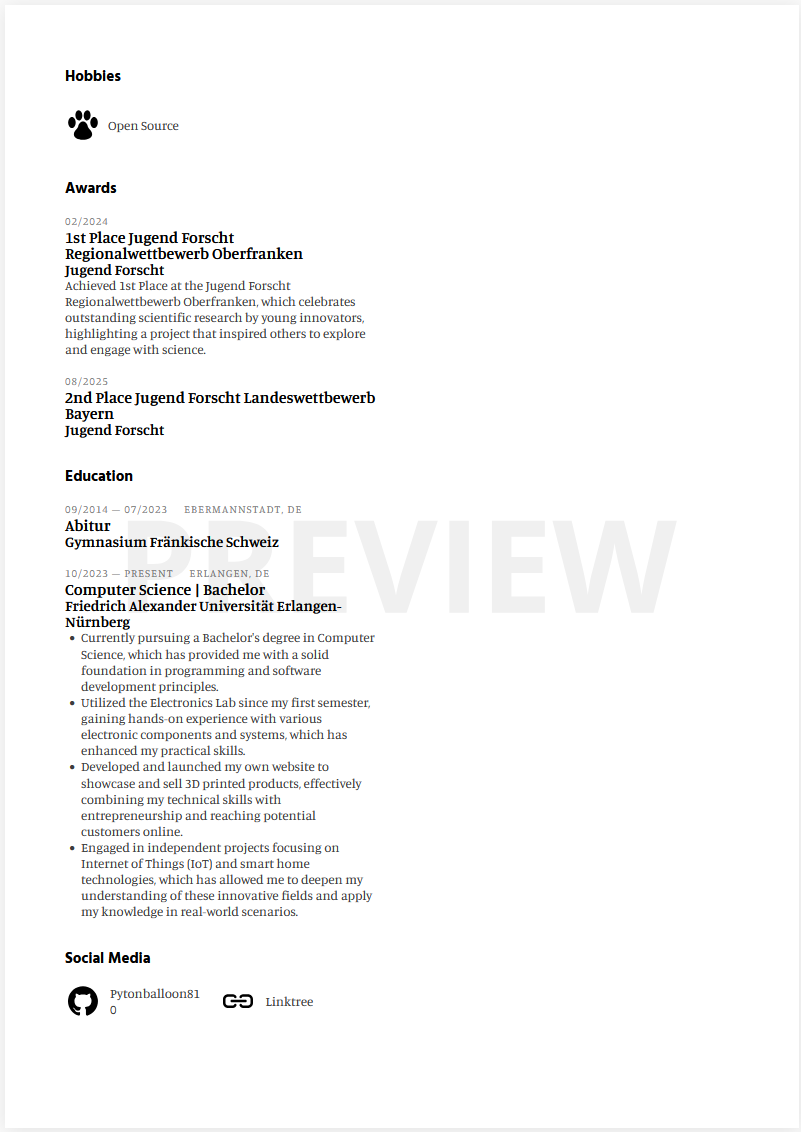 Hobbies
Open Source
Awards
02/2024
1st Place Jugend Forscht
Regionalwettbewerb Oberfranken
Jugend Forscht
Achieved 1st Place at the Jugend Forscht
Regionalwettbewerb Oberfranken, which celebrates
outstanding scientific research by young innovators,
highlighting a project that inspired others to explore
and engage with science.
08/2025
2nd Place Jugend Forscht Landeswettbewerb
Bayern
Jugend Forscht
Education
09/2014 — 07/2023 EBERMANNSTADT, DE
Abitur
Gymnasium Fränkische Schweiz
PREVIEW
10/2023 — PRESENT ERLANGEN, DE
Computer Science | Bachelor
Friedrich Alexander Universität Erlangen-
Nürnberg
• Currently pursuing a Bachelor's degree in Computer
Science, which has provided me with a solid
foundation in programming and software
development principles.
• Utilized the Electronics Lab since my first semester,
gaining hands-on experience with various
electronic components and systems, which has
enhanced my practical skills.
• Developed and launched my own website to
showcase and sell 3D printed products, effectively
combining my technical skills with
entrepreneurship and reaching potential
customers online.
• Engaged in independent projects focusing on
Internet of Things (IoT) and smart home
technologies, which has allowed me to deepen my
understanding of these innovative fields and apply
my knowledge in real-world scenarios.
Social Media
Pytonballoon81
0
Linktree